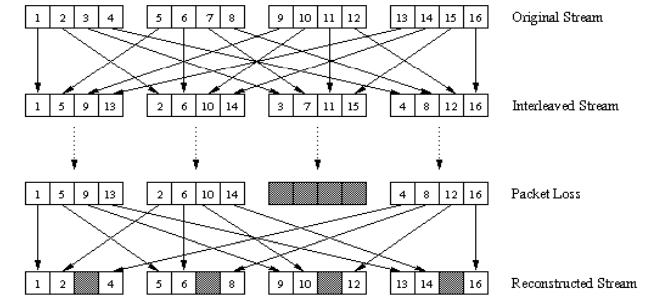 1 2 3 4 5 6 7 8 9 10 11 12 13 14 15 16 Original Stream
1 5 9 13 2 6 10 14 3 7 11 15 4 8 12 16 Interleaved Stream
1 5 9 13 2 6 10 14 4 8 12 16 Packet Loss
1 2 4 5 6 8 9 10 12 13 14 16 Reconstructed Stream